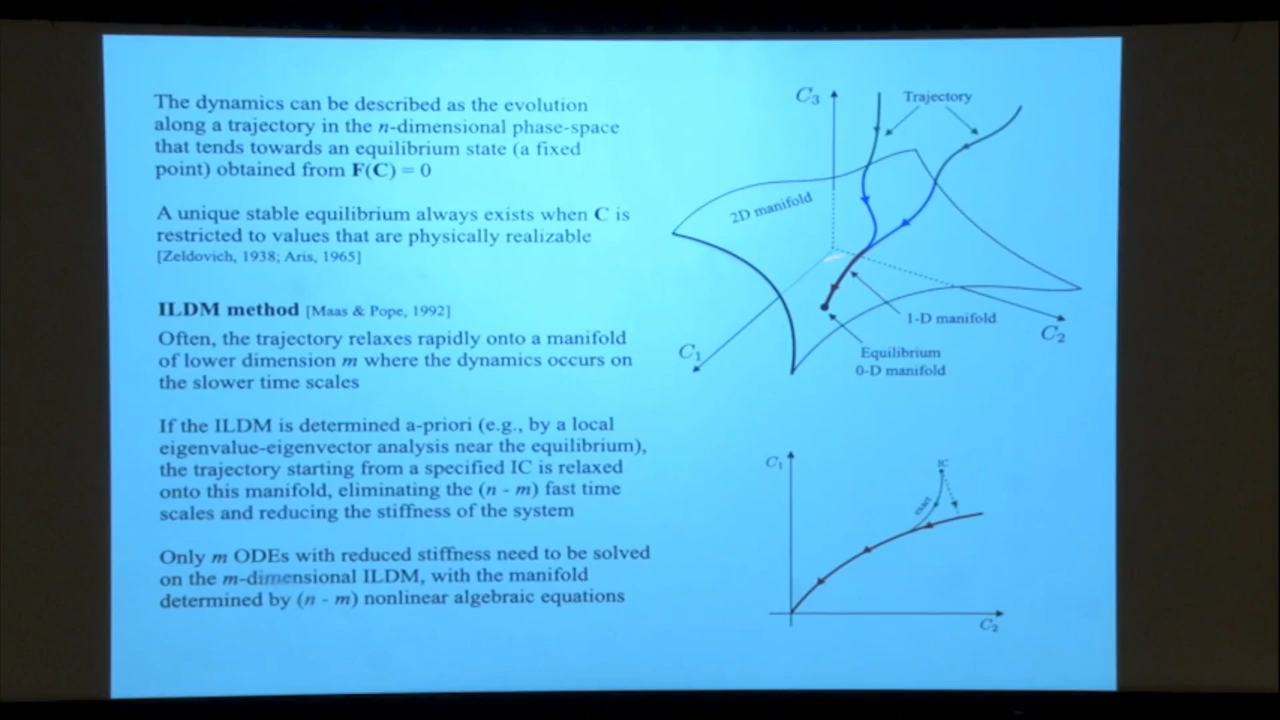 The dynamics can be described as the evolution
along a trajectory in the n-dimensional phase-space
that tends towards an equilibrium state (a fixed
point) obtained from F(C) = 0
A unique stable equilibrium always exists when C is
restricted to values that are physically realizable
[Zeldovich, 1938; Aris, 1965]
ILDM method [Maas & Pope, 1992]
Often, the trajectory relaxes rapidly onto a manifold
of lower dimension m where the dynamics occurs on
the slower time scales
If the ILDM is determined a-priori (e.g., by a local
eigenvalue-eigenvector analysis near the equilibrium),
the trajectory starting from a specified IC is relaxed
onto this manifold, eliminating the (n - m) fast time
scales and reducing the stiffness of the system
Only m ODEs with reduced stiffness need to be solved
on the m-dimensional ILDM, with the manifold
determined by (n - m) nonlinear algebraic equations
C₃
Trajectory
2D manifold
1-D manifold
C₂
C₁
Equilibrium
0-D manifold
C₁
IC
C₂